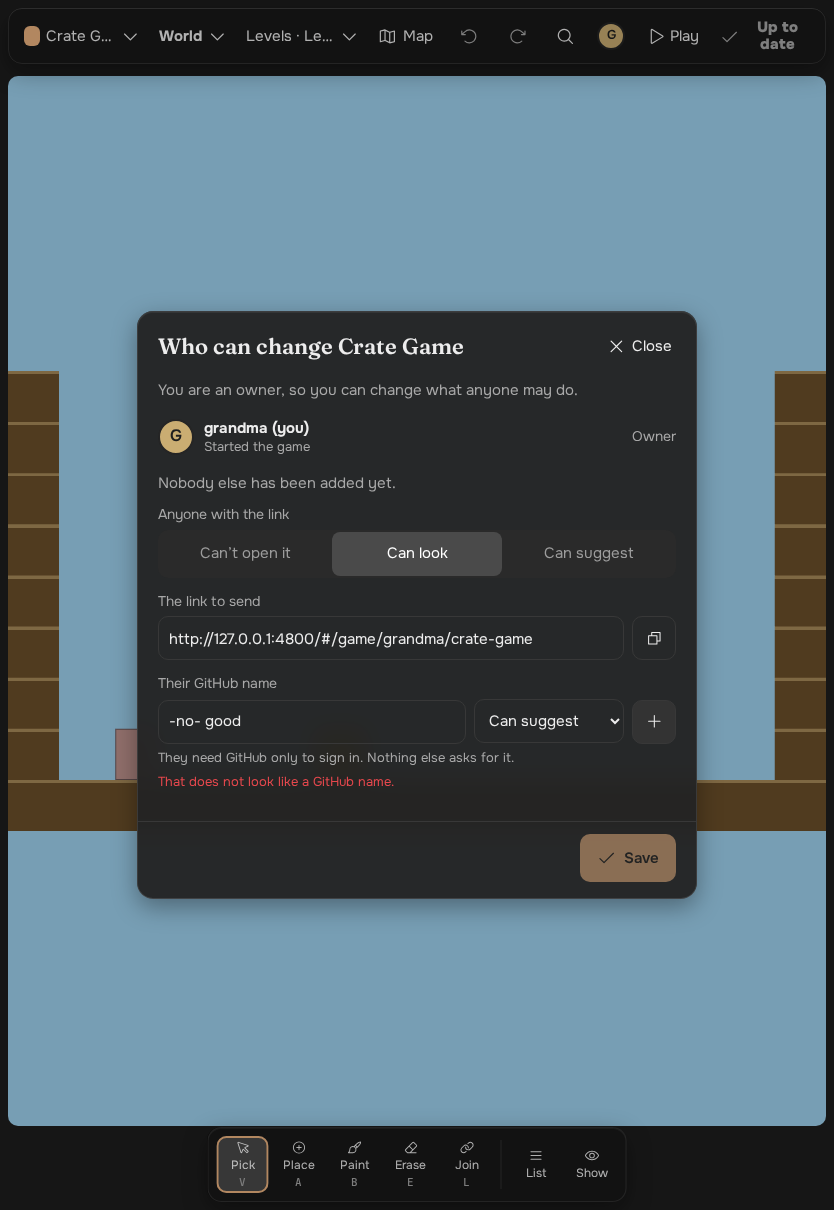 Crate G...
World
Levels · Le...
Map
G
Play
Up to
date
Who can change Crate Game
Close
You are an owner, so you can change what anyone may do.
G
grandma (you)
Started the game
Owner
Nobody else has been added yet.
Anyone with the link
Can't open it
Can look
Can suggest
The link to send
http://127.0.0.1:4800/#/game/grandma/crate-game
Their GitHub name
-no- good
Can suggest
They need GitHub only to sign in. Nothing else asks for it.
That does not look like a GitHub name.
Save
Pick
V
Place
A
Paint
B
Erase
E
Join
L
List
Show